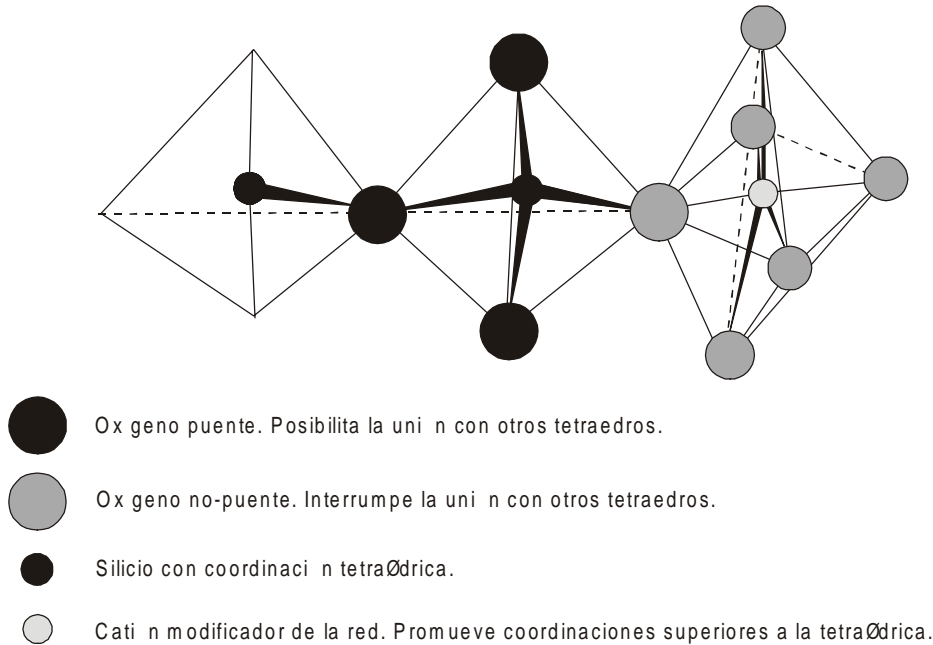 Ox geno puente. Posibilita la uni n con otros tetraedros.
Ox geno no-puente. Interrumpe la uni n con otros tetraedros.
Silicio con coordinaci n tetraØdrica.
Cati n modificador de la red. Promueve coordinaciones superiores a la tetraØdrica.